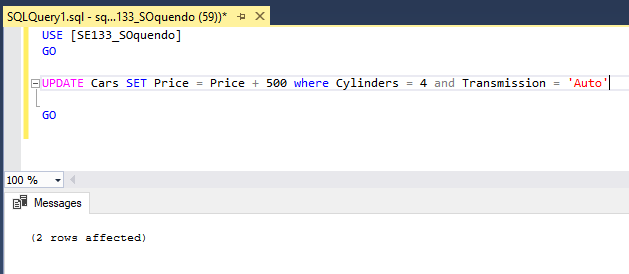 SQLQuery1.sql - sq...133_SOquendo (59))*
USE [SE133_SOquendo]
GO
UPDATE Cars SET Price = Price + 500 where Cylinders = 4 and Transmission = 'Auto'
GO
100 %
Messages
(2 rows affected)